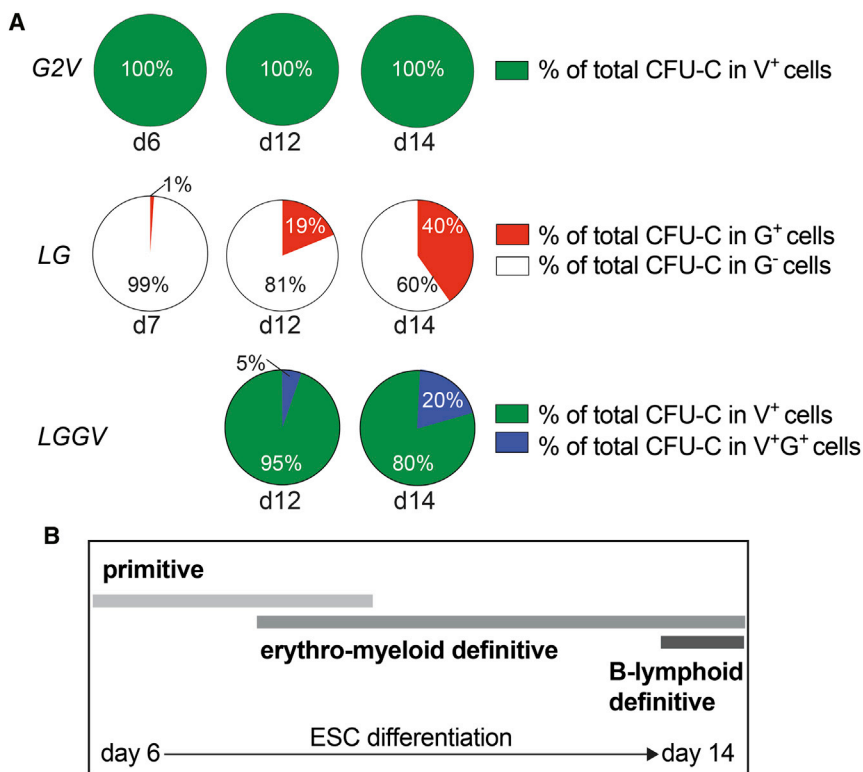 A
G2V
100%
100%
100%
% of total CFU-C in V⁺ cells
d6
d12
d14
LG
1%
99%
19%
81%
40%
60%
% of total CFU-C in G⁺ cells
% of total CFU-C in G⁻ cells
d7
d12
d14
LGGV
5%
95%
20%
80%
% of total CFU-C in V⁺ cells
% of total CFU-C in V⁺G⁺ cells
d12
d14
B
primitive
erythro-myeloid definitive
B-lymphoid
definitive
ESC differentiation
day 6
day 14